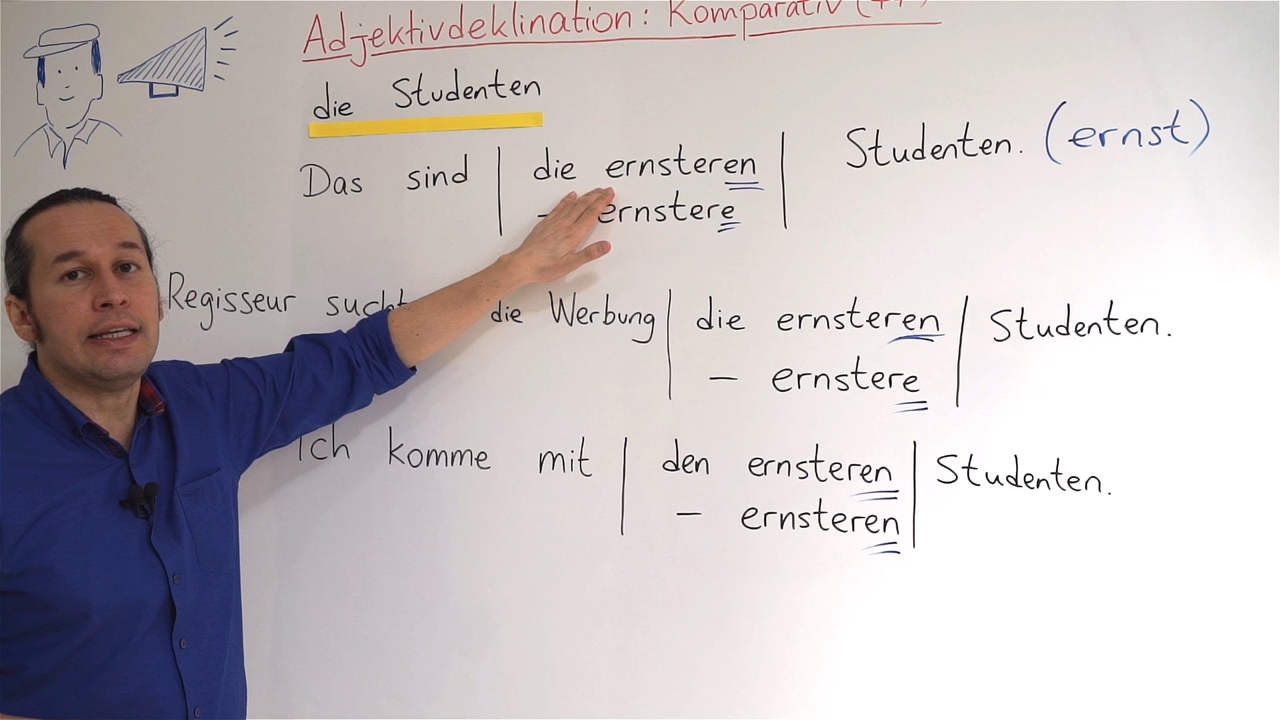 Adjektivdeklination: Komparativ
die Studenten
Das sind | die ernsteren | Studenten. (ernst)
– ernstere
Regisseur sucht die Werbung | die ernsteren | Studenten.
– ernstere
Ich komme mit | den ernsteren | Studenten.
– ernsteren